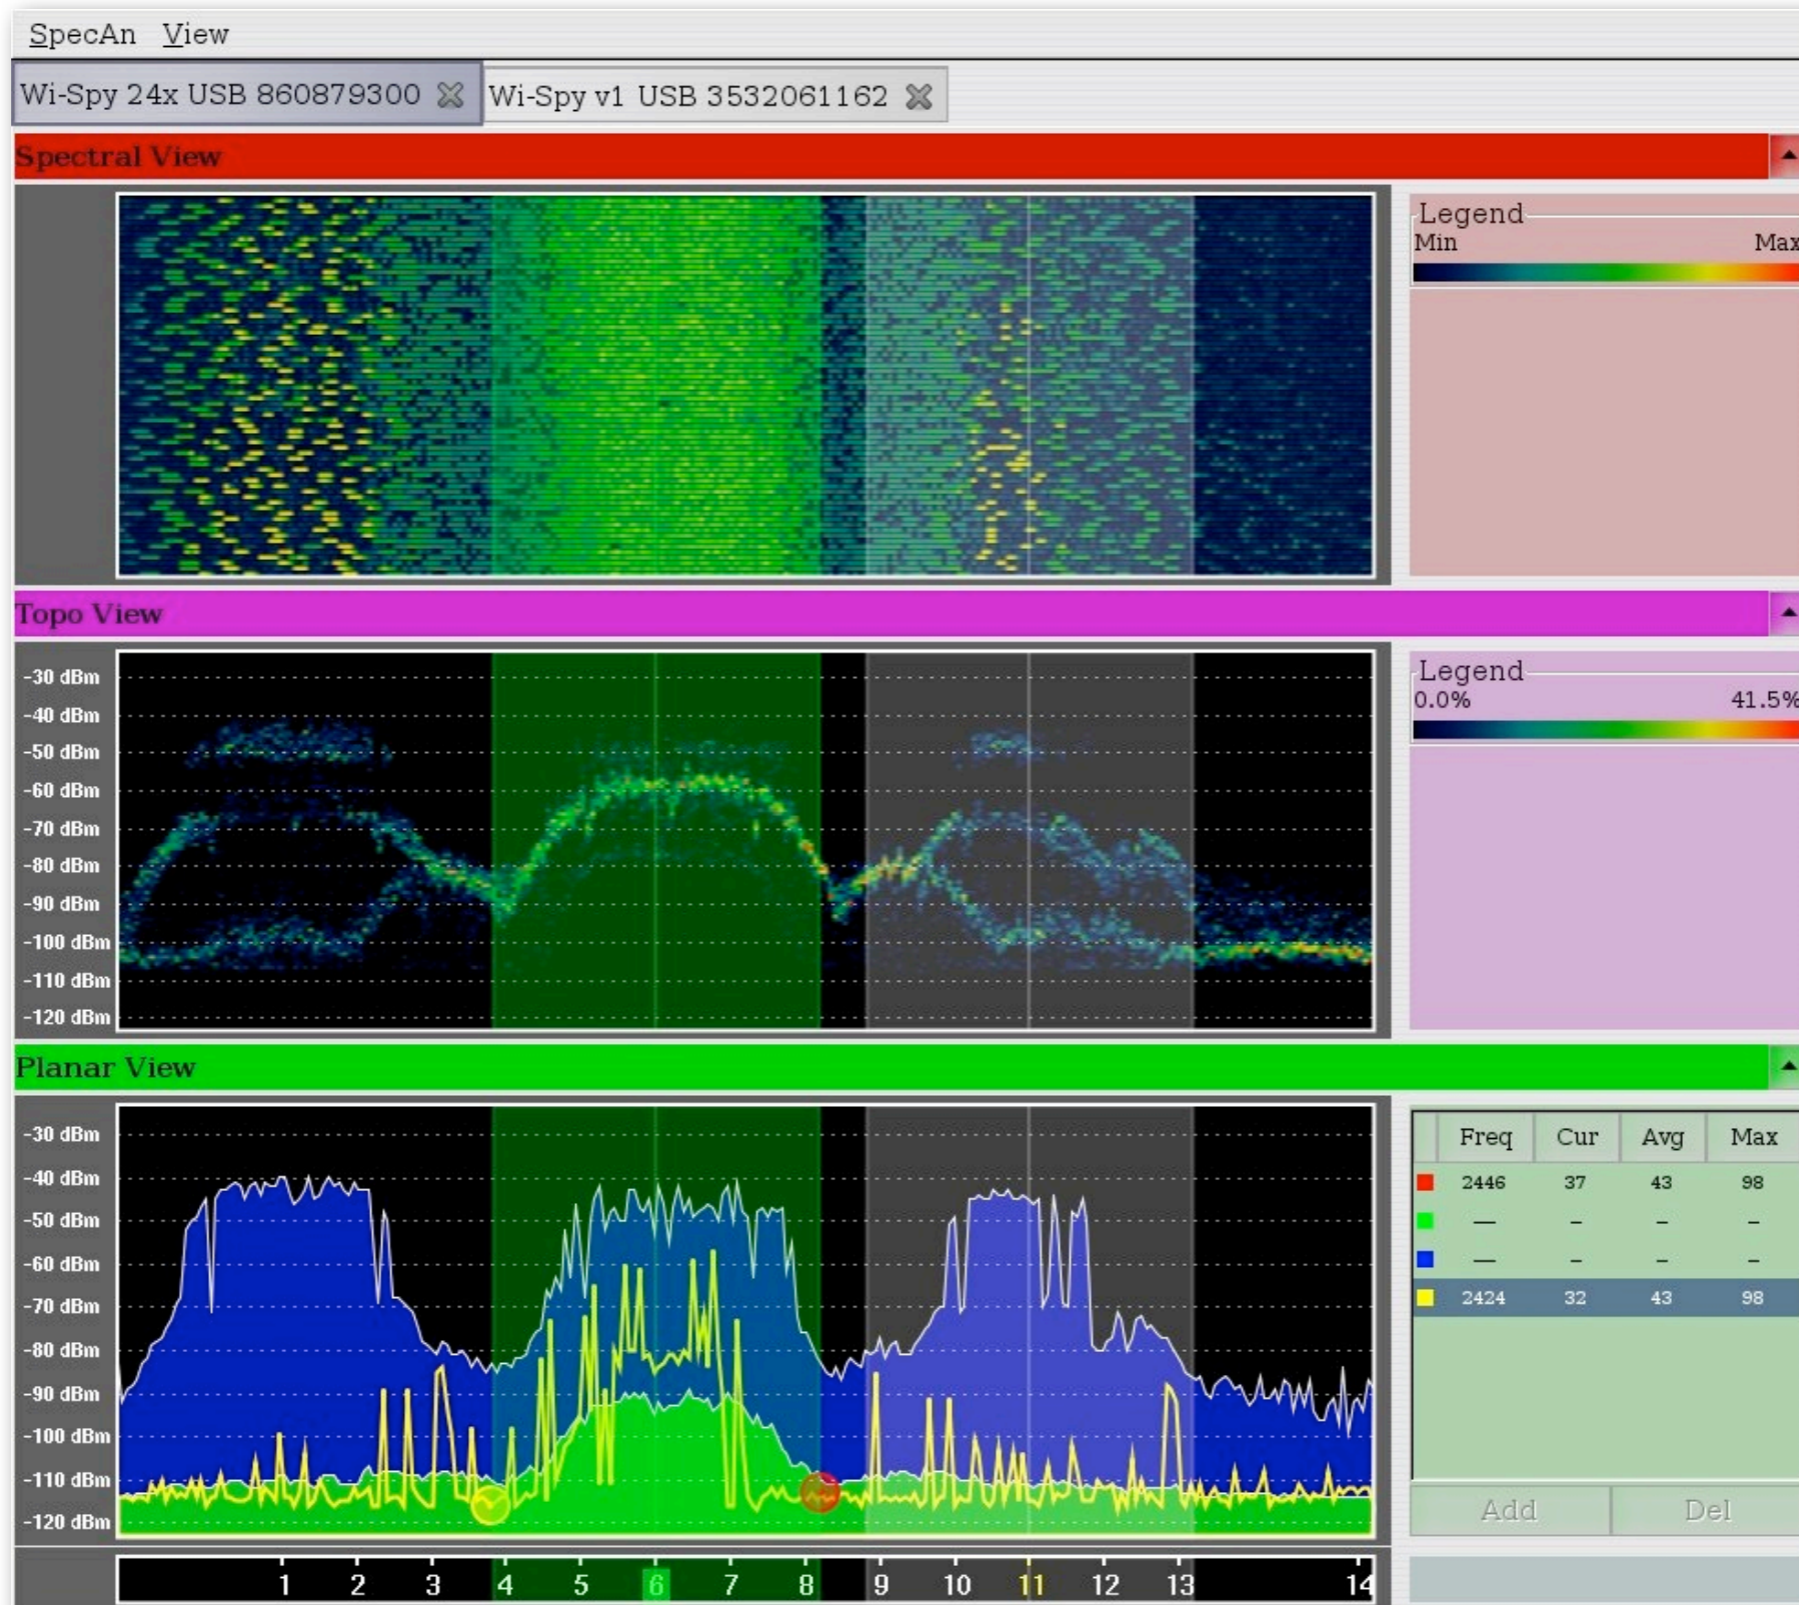 SpecAn View
Wi-Spy 24x USB 860879300 Wi-Spy v1 USB 3532061162
Spectral View
Legend
Min Max
Topo View
-30 dBm
-40 dBm
-50 dBm
-60 dBm
-70 dBm
-80 dBm
-90 dBm
-100 dBm
-110 dBm
-120 dBm
Legend
0.0% 41.5%
Planar View
-30 dBm
-40 dBm
-50 dBm
-60 dBm
-70 dBm
-80 dBm
-90 dBm
-100 dBm
-110 dBm
-120 dBm
Freq Cur Avg Max
2446 37 43 98
— – – –
— – – –
2424 32 43 98
Add Del
1 2 3 4 5 6 7 8 9 10 11 12 13 14